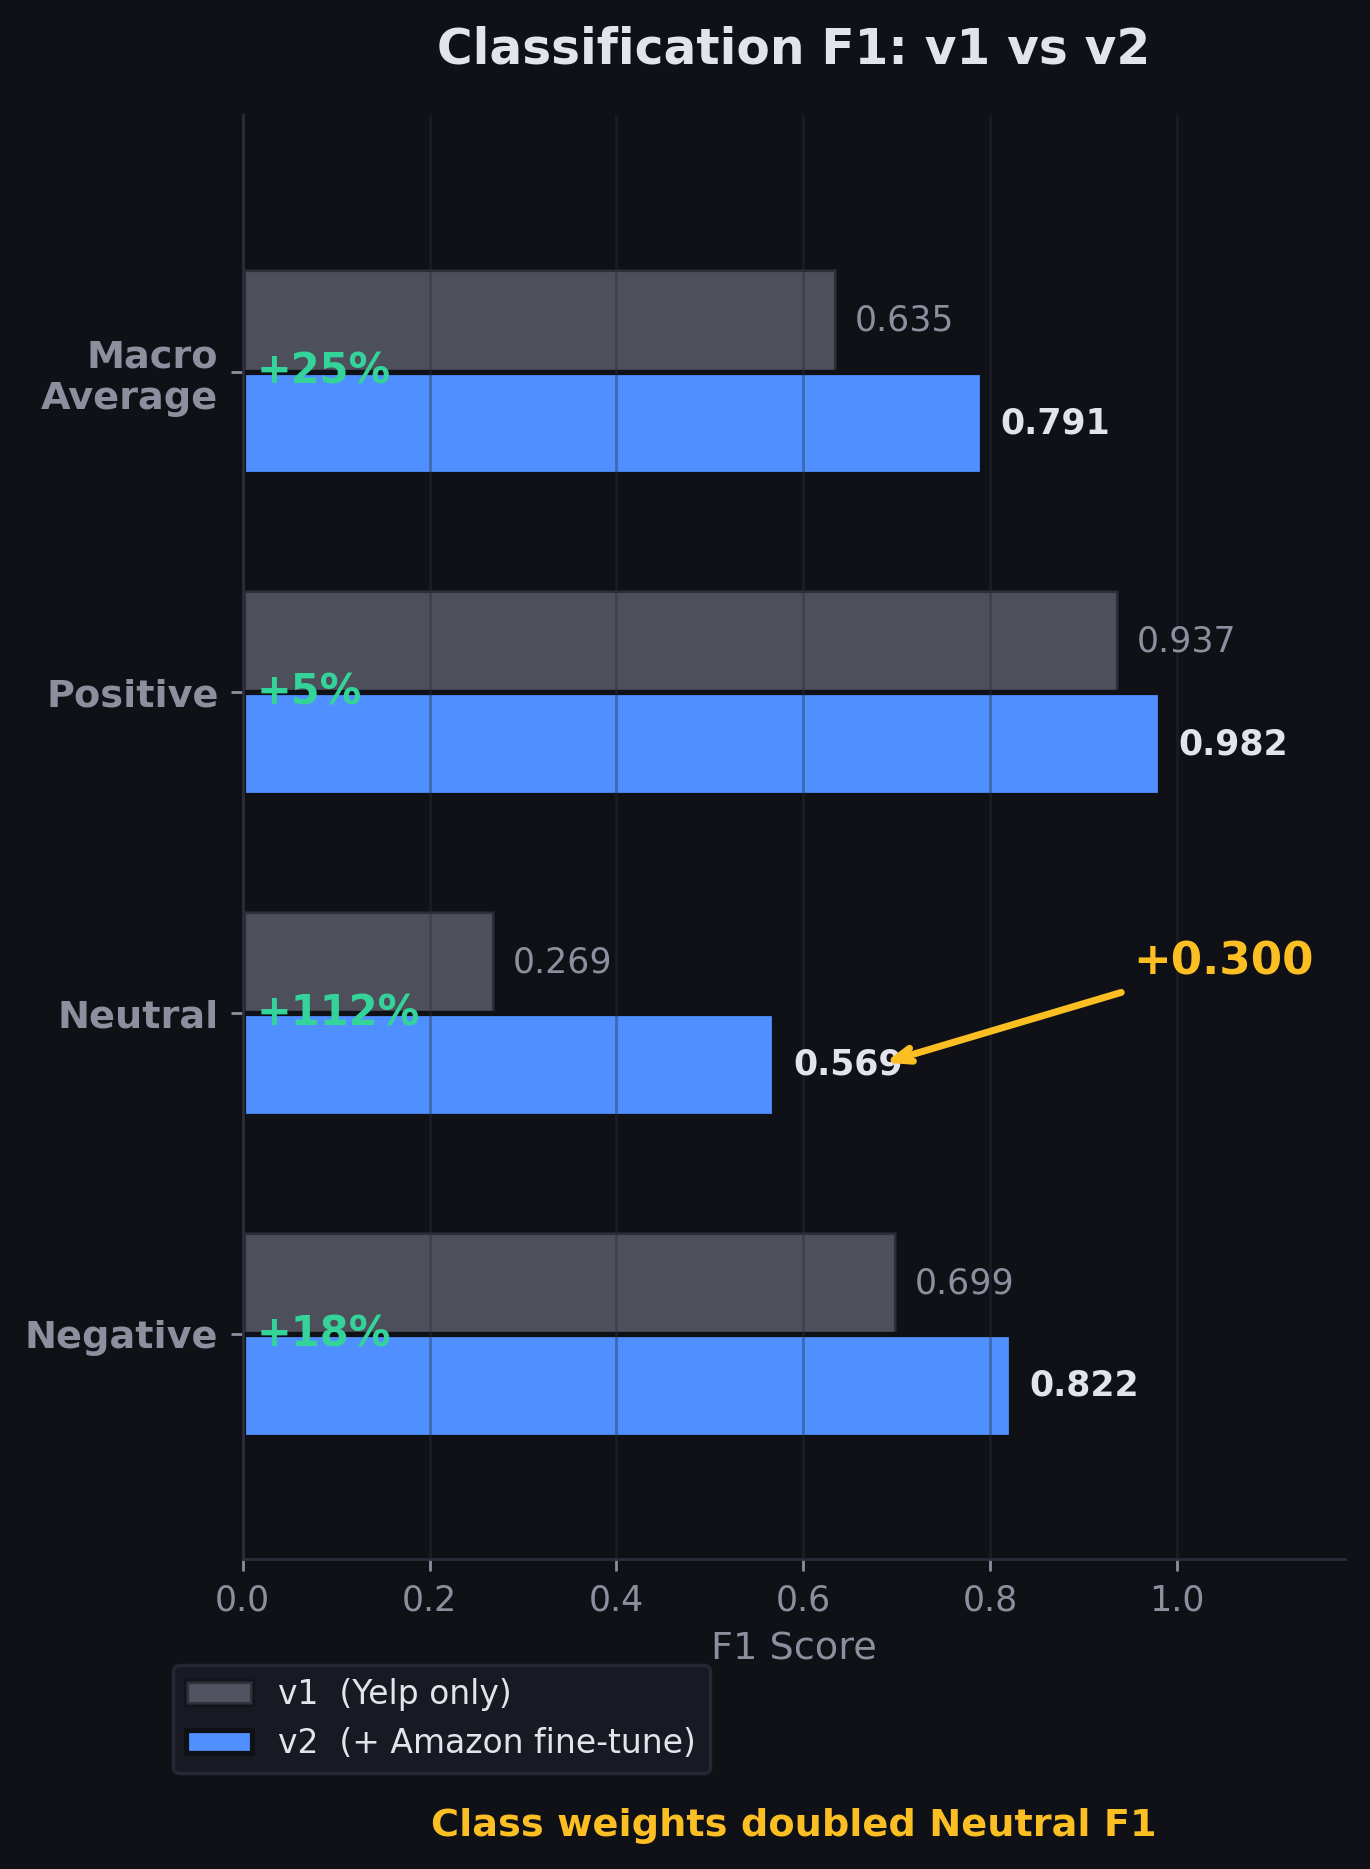 Classification F1: v1 vs v2
Macro
Average
+25%
0.635
0.791
Positive
+5%
0.937
0.982
Neutral
+112%
0.269
0.569
+0.300
Negative
+18%
0.699
0.822
0.0 0.2 0.4 0.6 0.8 1.0
F1 Score
v1 (Yelp only)
v2 (+ Amazon fine-tune)
Class weights doubled Neutral F1